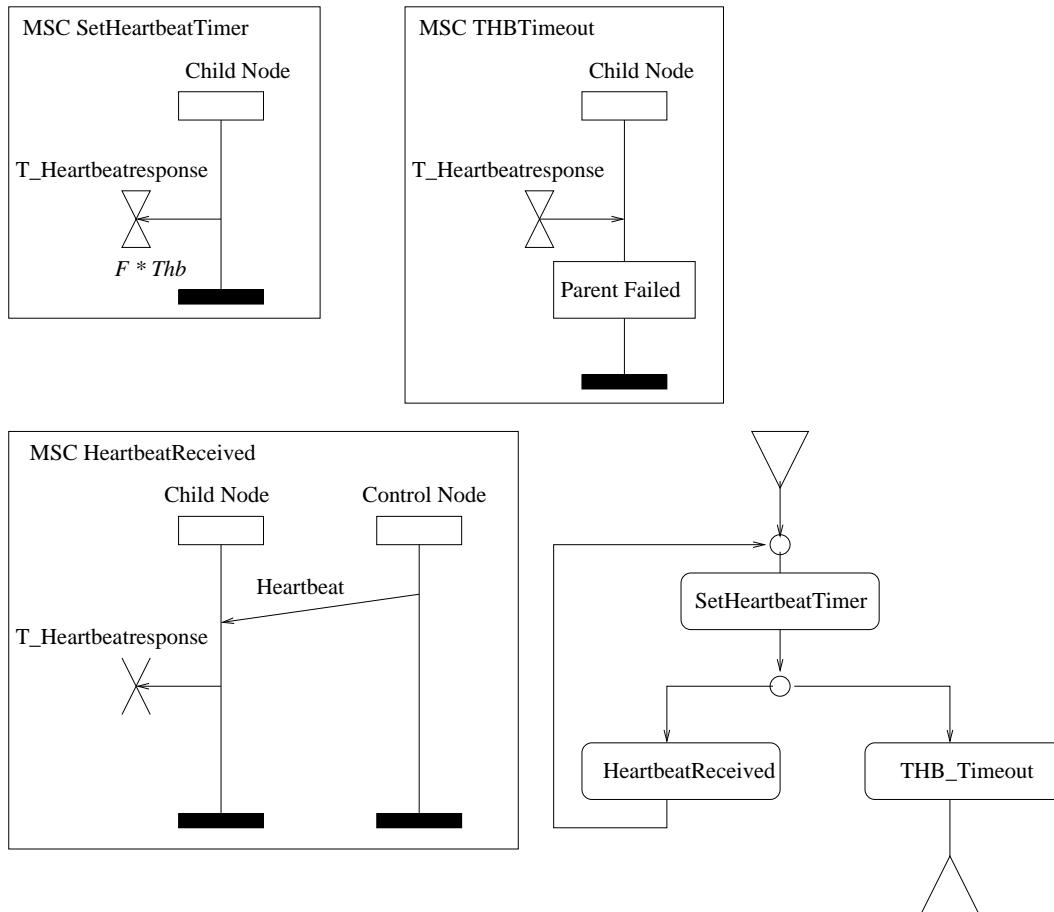 MSC SetHeartbeatTimer
Child Node
T_Heartbeatresponse
F * Thb
MSC THBTimeout
Child Node
T_Heartbeatresponse
Parent Failed
MSC HeartbeatReceived
Child Node
Control Node
Heartbeat
T_Heartbeatresponse
SetHeartbeatTimer
HeartbeatReceived
THB_Timeout